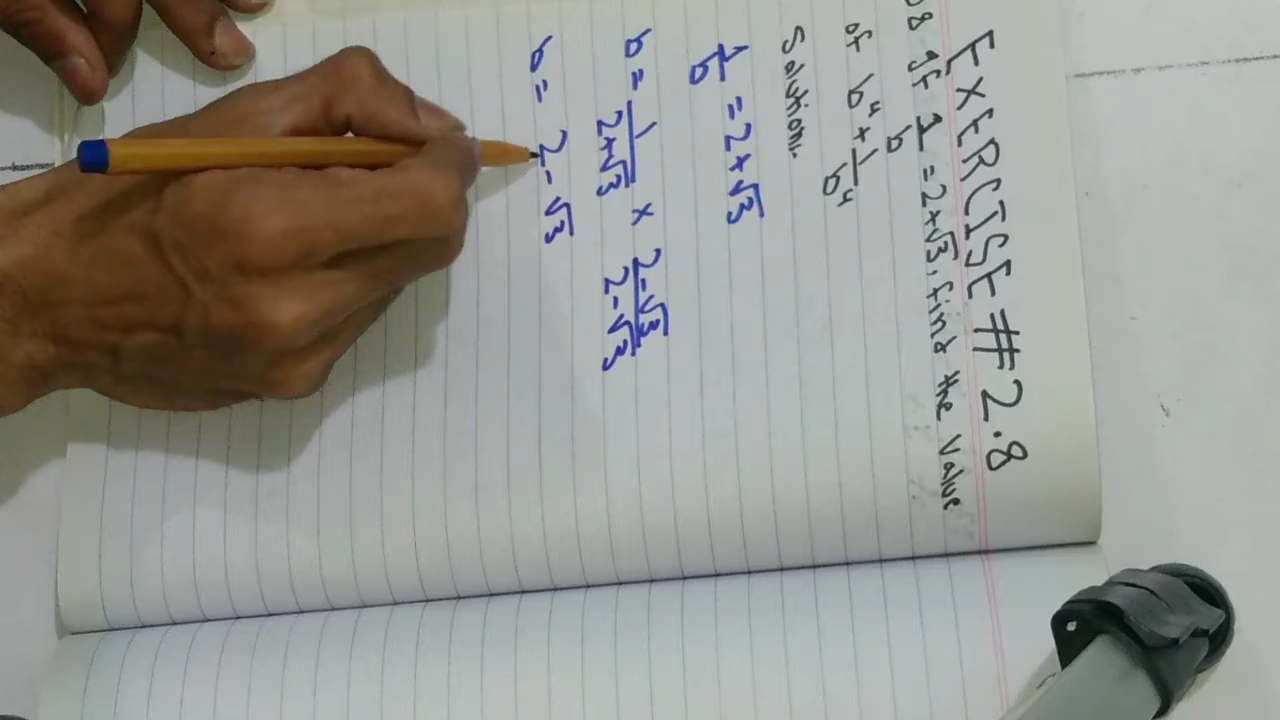 EXERCISE # 2.8
08 If 1/b = 2+√3, find the value
of b⁴ + 1/b⁴
Solution.
1/b = 2+√3
b = 1/(2+√3) × (2-√3)/(2-√3)
b = 2-√3